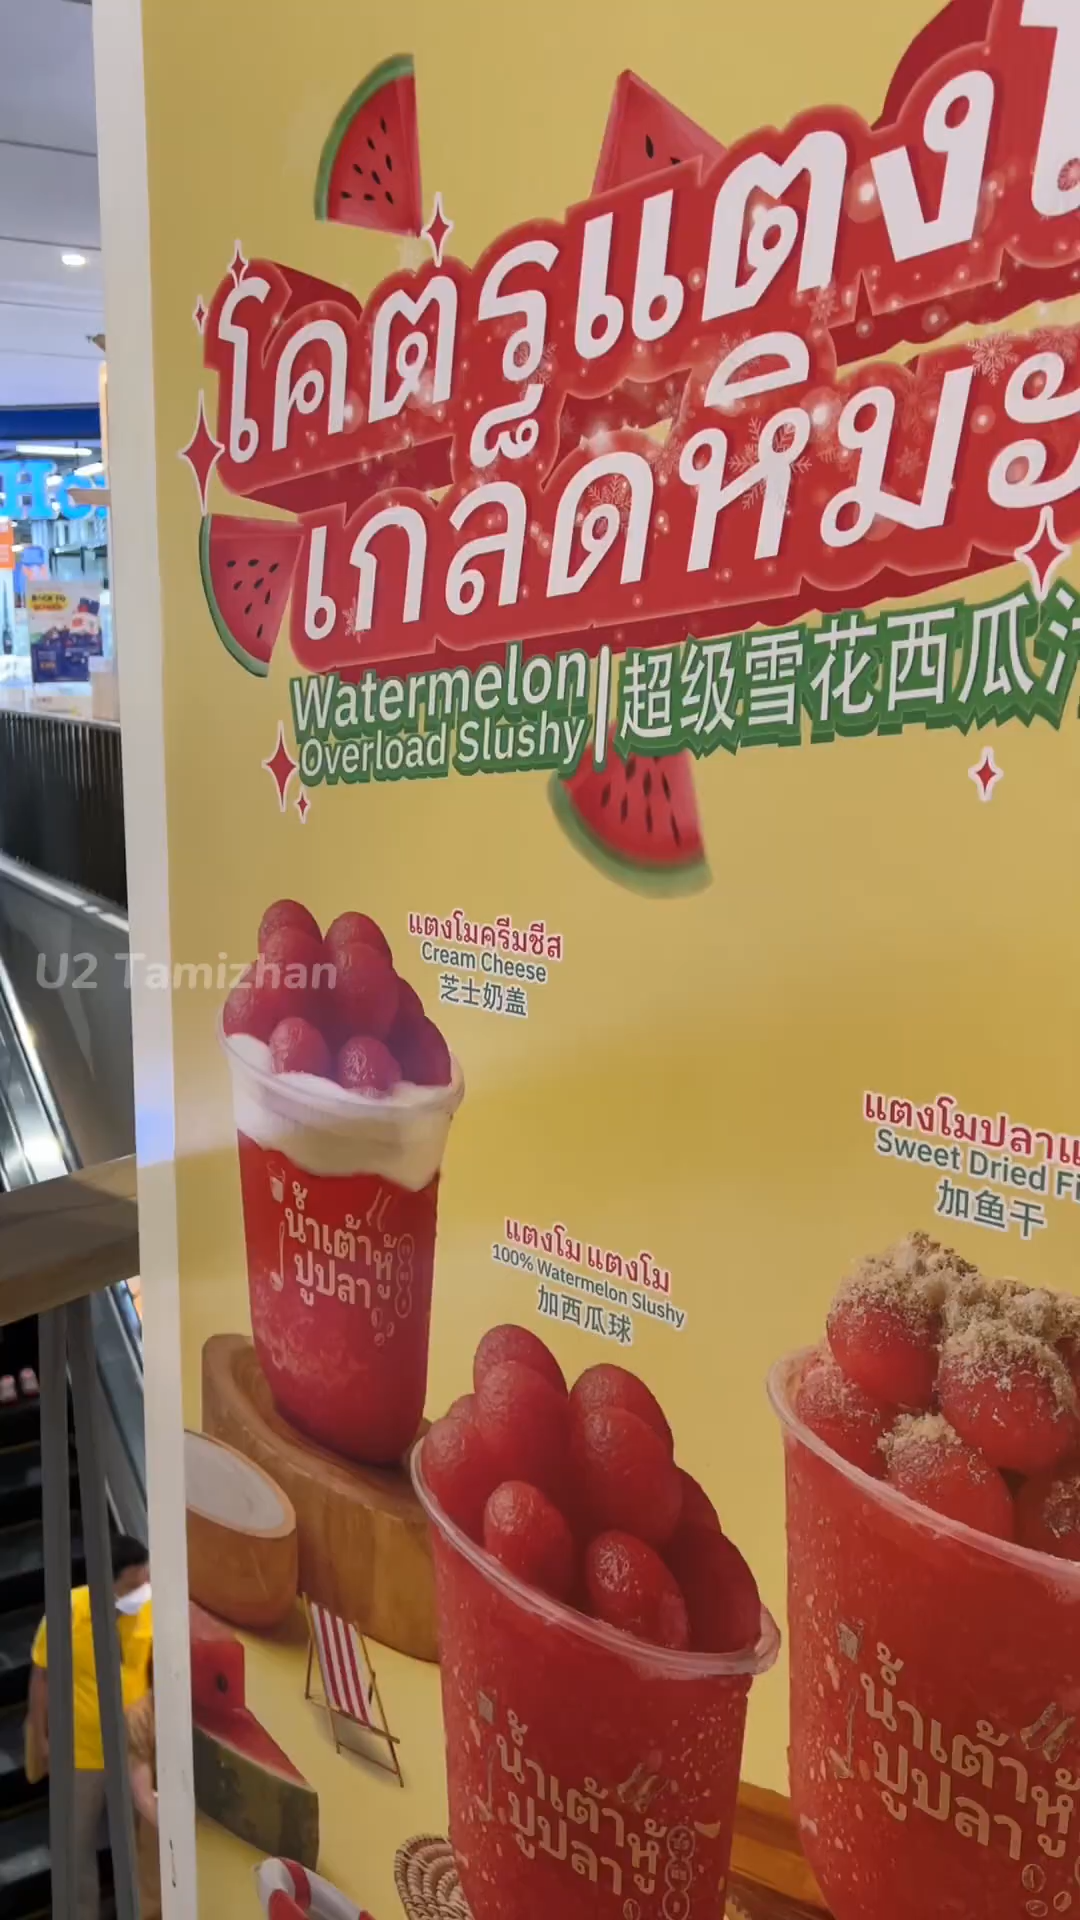 โคตรแตงโ
เกล็ดหิมะ
Watermelon
Overload Slushy
超级雪花西瓜汁
แตงโมครีมชีส
Cream Cheese
芝士奶盖
U2 Tamizhan
แตงโมปลาแ
Sweet Dried Fi
加鱼干
แตงโม แตงโม
100% Watermelon Slushy
加西瓜球
น้ำเต้าหู้
ปูปลา
น้ำเต้าหู้
ปูปลา
น้ำเต้าหู้
ปูปลา
BACK TO
SCHOOL